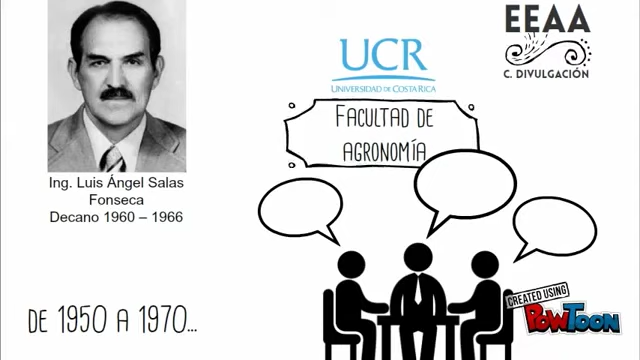 EEAA
C. DIVULGACIÓN
UCR
UNIVERSIDAD DE COSTA RICA
FACULTAD DE
AGRONOMÍA
Ing. Luis Ángel Salas
Fonseca
Decano 1960 – 1966
DE 1950 A 1970...
CREATED USING
POWTOON